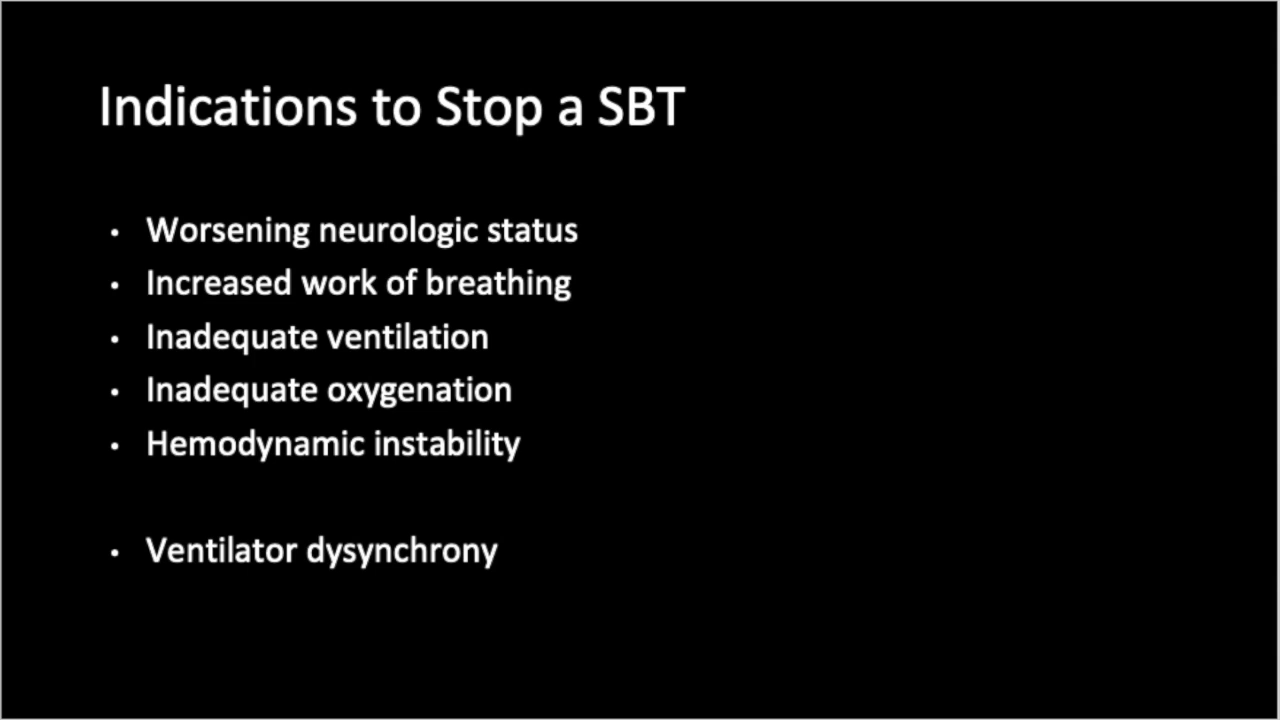 Indications to Stop a SBT
• Worsening neurologic status
• Increased work of breathing
• Inadequate ventilation
• Inadequate oxygenation
• Hemodynamic instability
• Ventilator dysynchrony